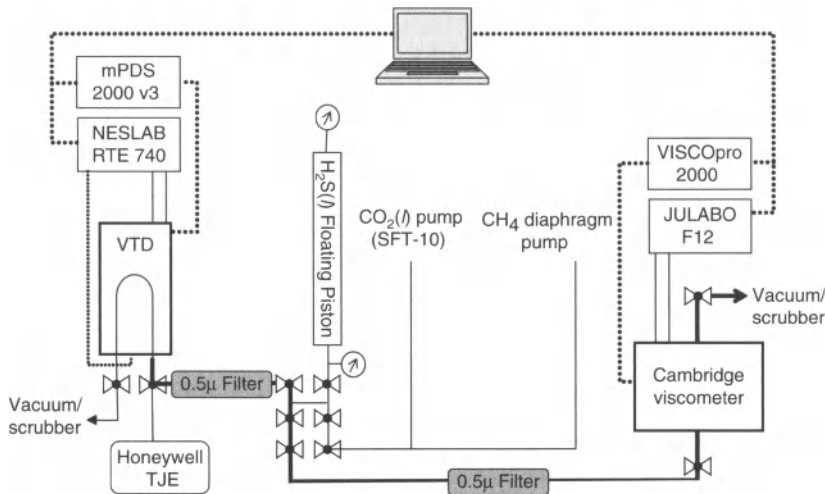 mPDS
2000 v3
NESLAB
RTE 740
VTD
H₂S(l) Floating Piston
CO₂(l) pump
(SFT-10)
CH₄ diaphragm
pump
VISCOpro
2000
JULABO
F12
Vacuum/
scrubber
Cambridge
viscometer
0.5μ Filter
Vacuum/
scrubber
Honeywell
TJE
0.5μ Filter